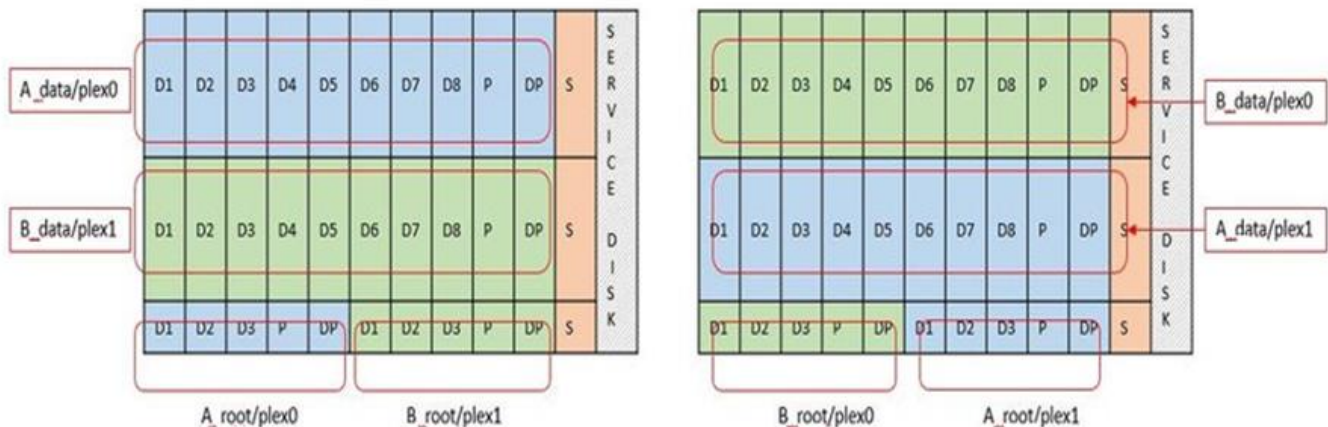 A_data/plex0
D1 D2 D3 D4 D5 D6 D7 D8 P DP S
B_data/plex1
D1 D2 D3 D4 D5 D6 D7 D8 P DP S
D1 D2 D3 P DP D1 D2 D3 P DP S
SERVICE DISK
A_root/plex0
B_root/plex1
D1 D2 D3 D4 D5 D6 D7 D8 P DP S
B_data/plex0
D1 D2 D3 D4 D5 D6 D7 D8 P DP S
A_data/plex1
D1 D2 D3 P DP D1 D2 D3 P DP S
SERVICE DISK
B_root/plex0
A_root/plex1